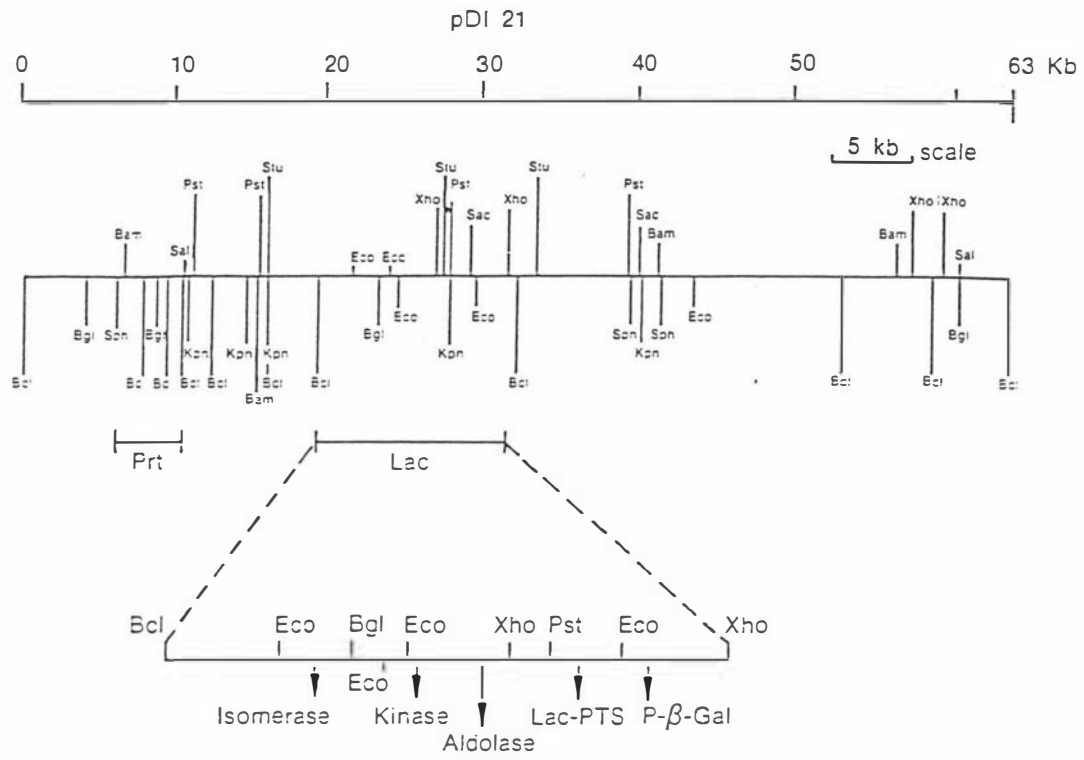 pDI 21
0 10 20 30 40 50 63 Kb
5 kb scale
Stu Stu Stu
Pst Pst Pst Pst
Xho Xho Xho Xho
Sac Sac
Bam Bam Bam
Sal Eco Eco Sal
Bgl Sph Bgl Bgl Eco Eco Sph Sph Eco Bgl
Kpn Kpn Kpn Kpn Kpn
Bcl Bcl Bcl Bcl Bcl Bcl Bcl Bcl Bcl
Bam
Prt Lac
Bcl Eco Bgl Eco Xho Pst Eco Xho
Eco
Isomerase Kinase Lac-PTS P-β-Gal
Aldolase